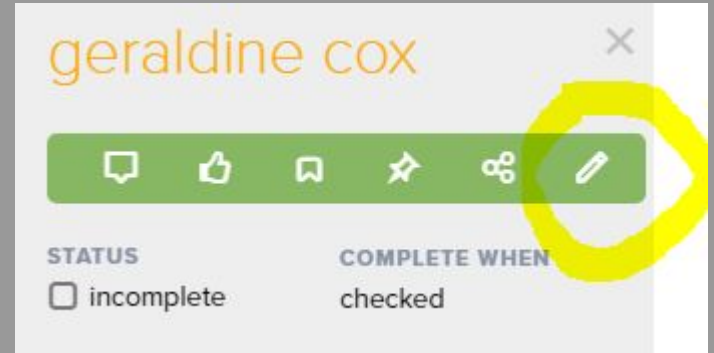 geraldine cox
STATUS
COMPLETE WHEN
incomplete
checked